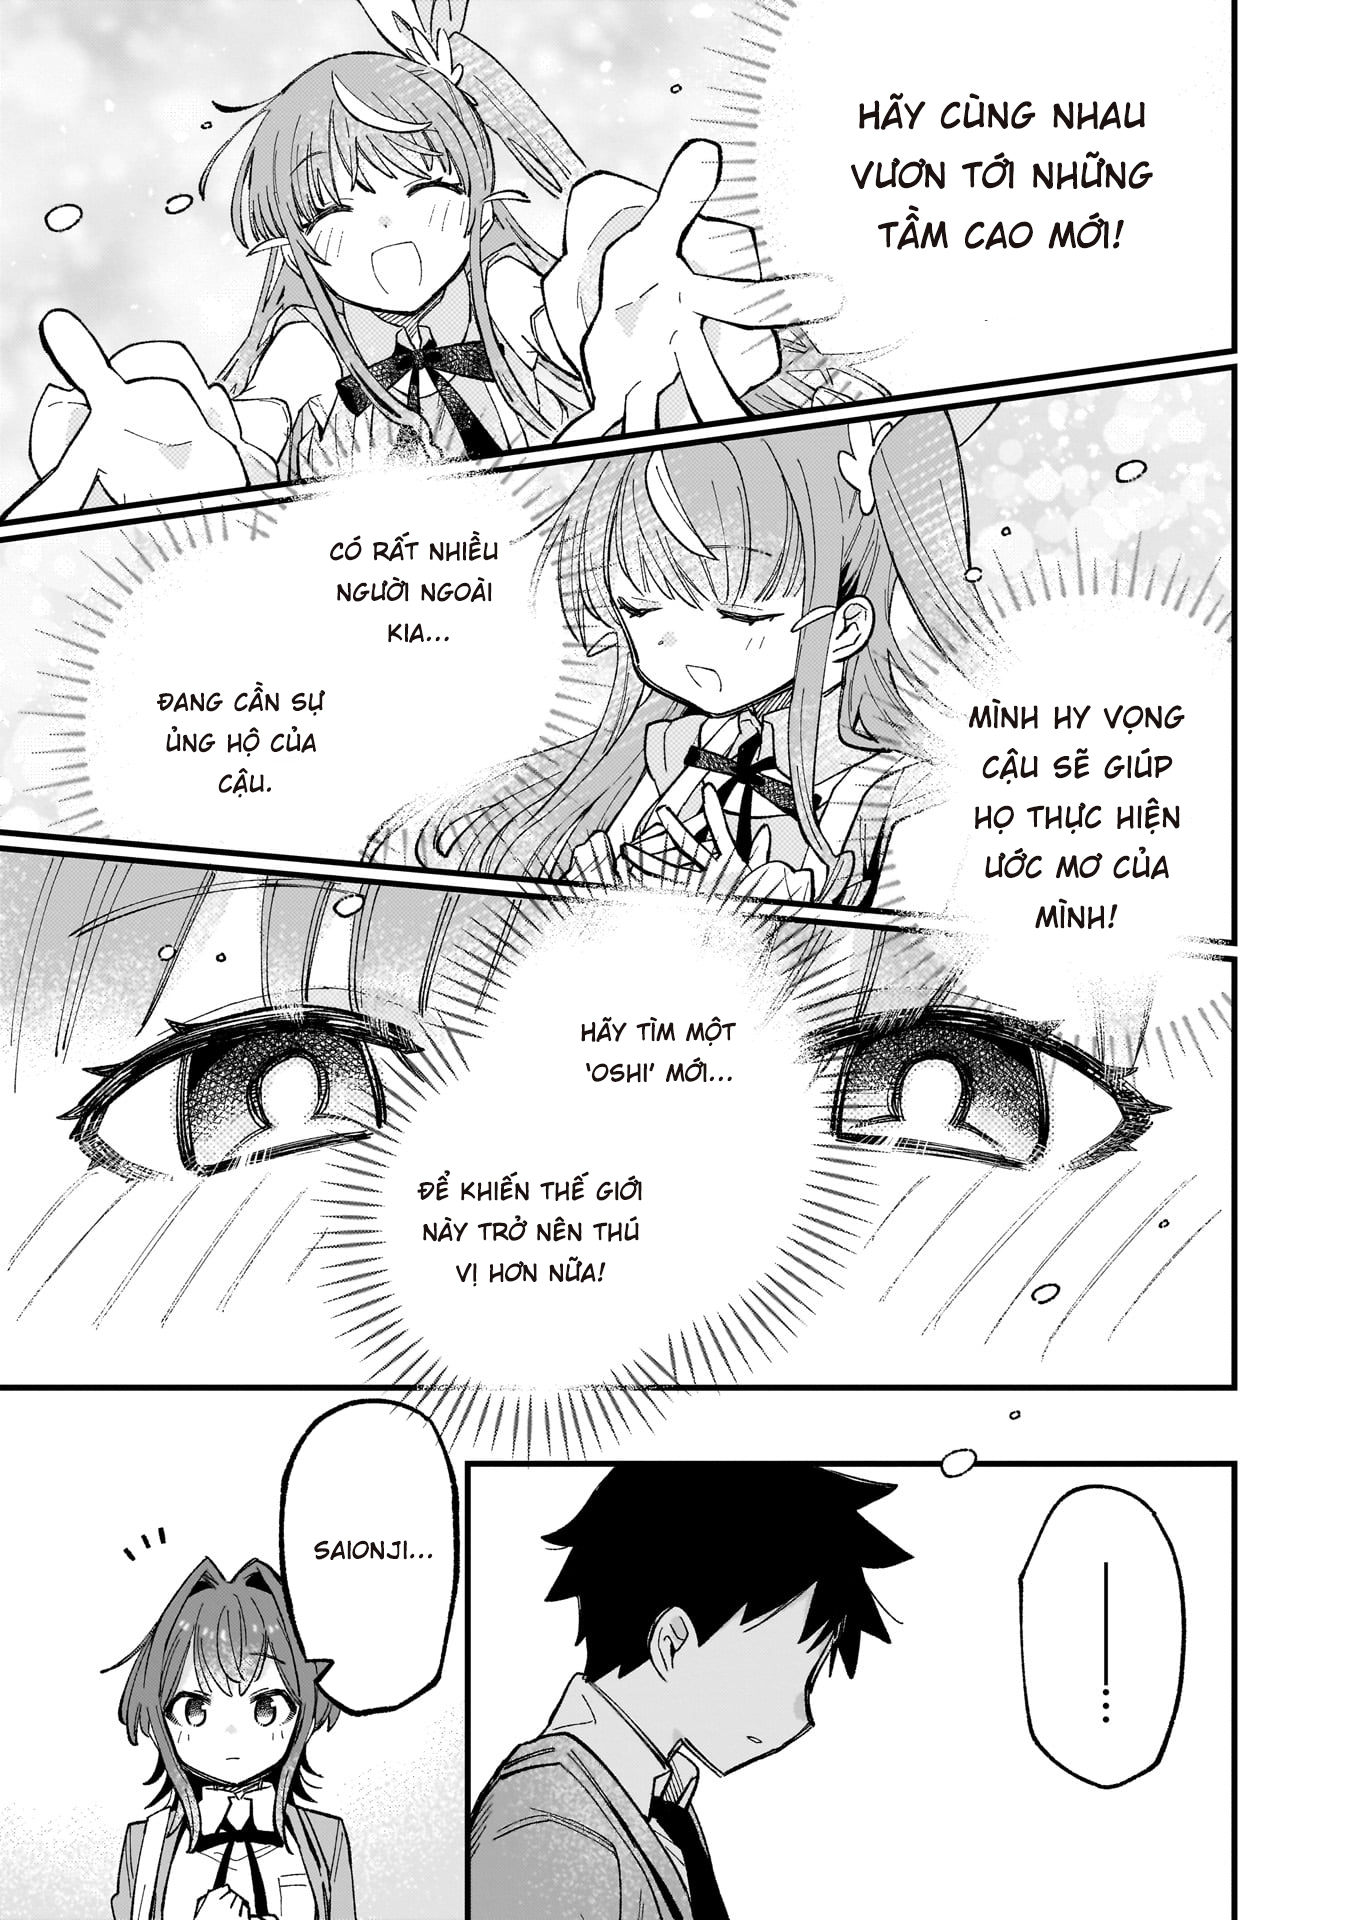 HÃY CÙNG NHAU
VƯƠN TỚI NHỮNG
TẦM CAO MỚI!
CÓ RẤT NHIỀU
NGƯỜI NGOÀI
KIA...
ĐANG CẦN SỰ
ỦNG HỘ CỦA
CẬU.
MÌNH HY VỌNG
CẬU SẼ GIÚP
HỌ THỰC HIỆN
ƯỚC MƠ CỦA
MÌNH!
HÃY TÌM MỘT
'OSHI' MỚI...
ĐỂ KHIẾN THẾ GIỚI
NÀY TRỞ NÊN THÚ
VỊ HƠN NỮA!
—...
SAIONJI...